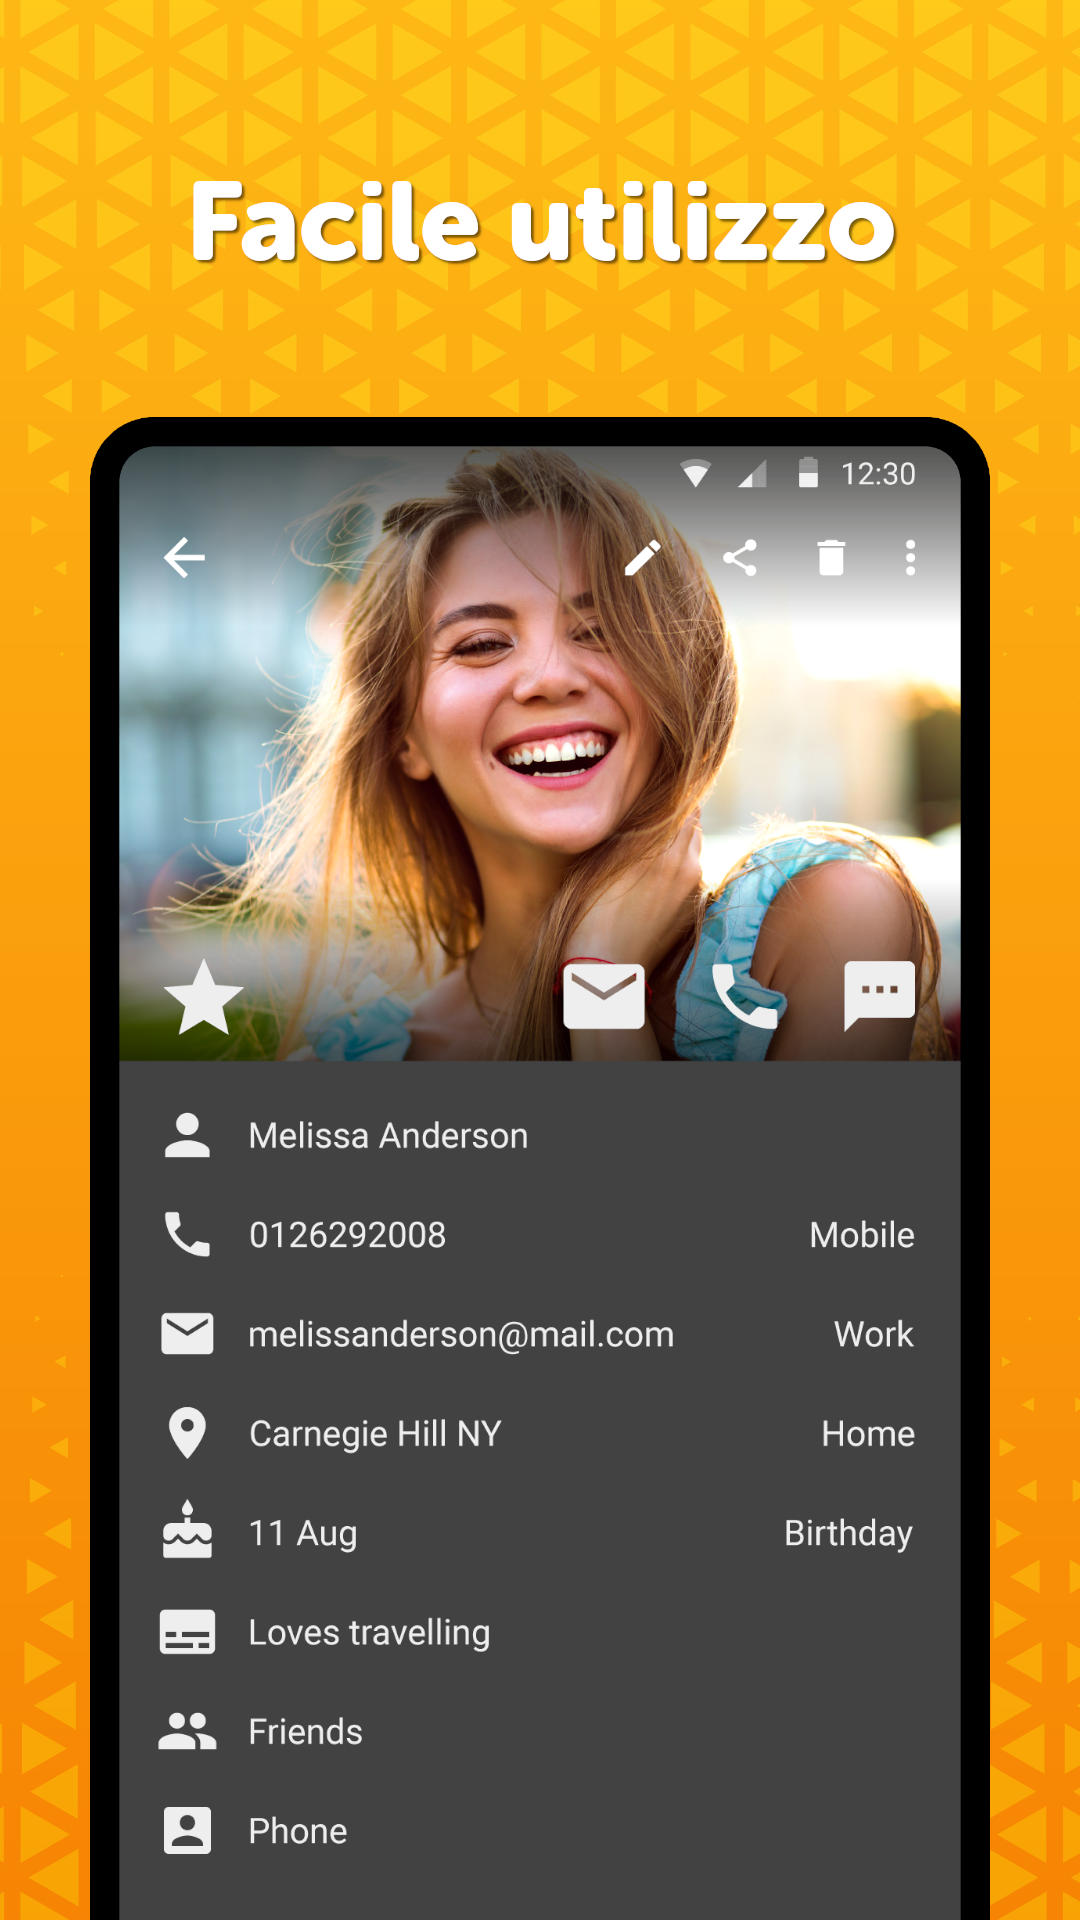 Facile utilizzo
12:30
Melissa Anderson
0126292008 Mobile
melissanderson@mail.com Work
Carnegie Hill NY Home
11 Aug Birthday
Loves travelling
Friends
Phone